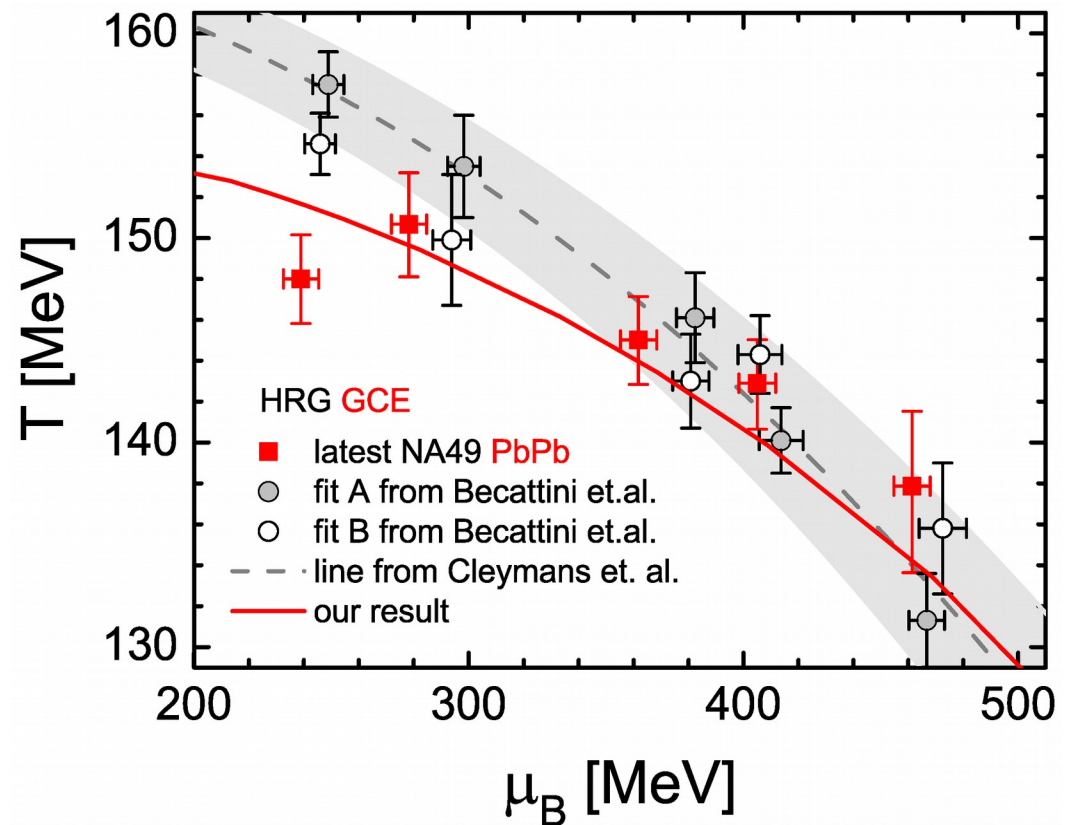 160
150
140
130
T [MeV]
HRG GCE
latest NA49 PbPb
fit A from Becattini et.al.
fit B from Becattini et.al.
line from Cleymans et. al.
our result
200 300 400 500
μB [MeV]